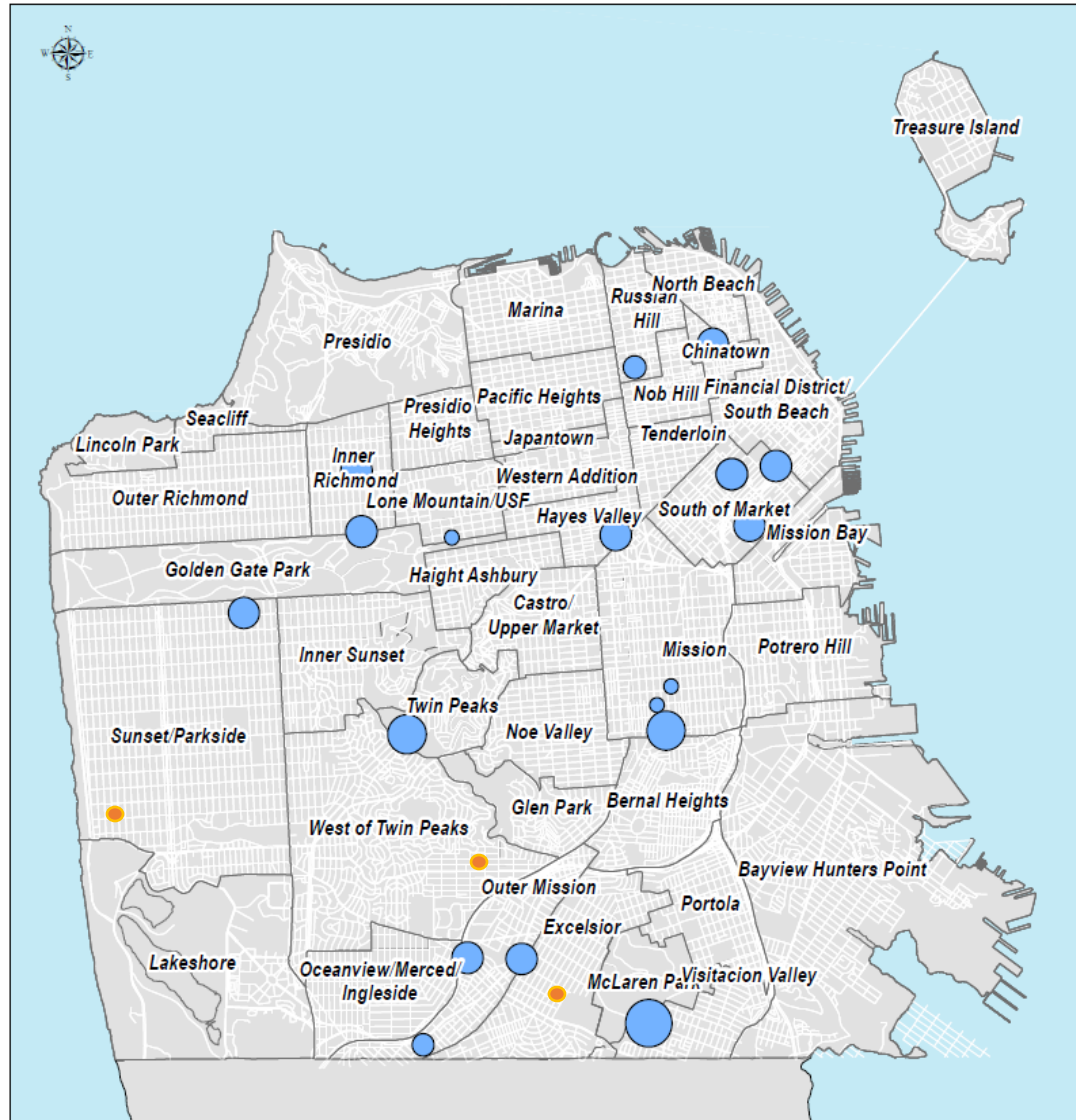 N
W E
S
Treasure Island
North Beach
Russian
Hill
Marina
Presidio
Chinatown
Pacific Heights
Nob Hill
Financial District/
South Beach
Seacliff
Presidio
Heights
Lincoln Park
Japantown
Tenderloin
Inner
Richmond
Western Addition
Outer Richmond
Lone Mountain/USF
South of Market
Hayes Valley
Mission Bay
Golden Gate Park
Haight Ashbury
Castro/
Upper Market
Inner Sunset
Mission
Potrero Hill
Twin Peaks
Sunset/Parkside
Noe Valley
Glen Park
Bernal Heights
West of Twin Peaks
Bayview Hunters Point
Outer Mission
Portola
Excelsior
Lakeshore
Oceanview/Merced/
Ingleside
McLaren Park
Visitacion Valley